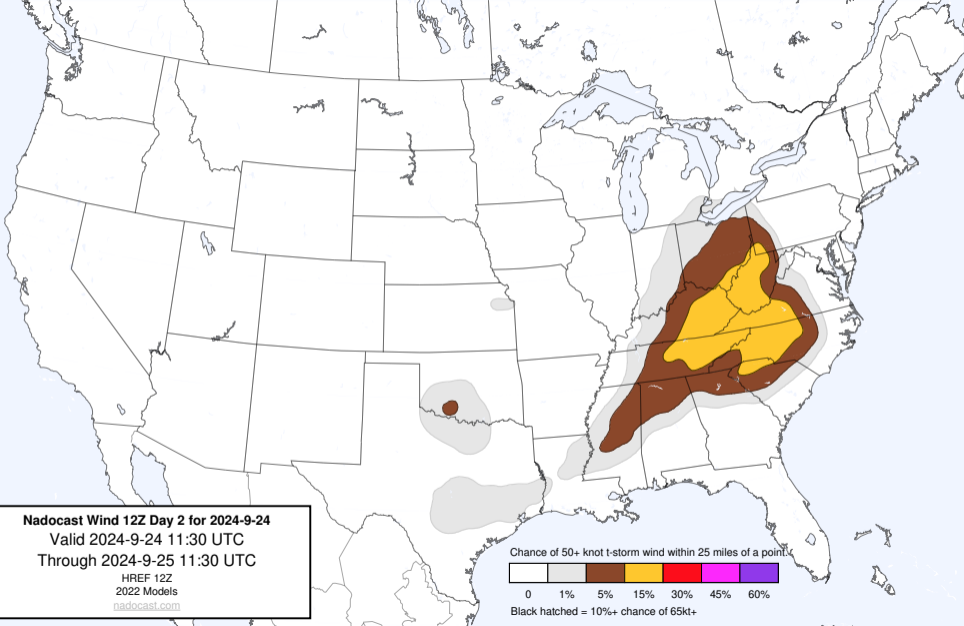 Nadocast Wind 12Z Day 2 for 2024-9-24
Valid 2024-9-24 11:30 UTC
Through 2024-9-25 11:30 UTC
HREF 12Z
2022 Models
nadocast.com
Chance of 50+ knot t-storm wind within 25 miles of a point.
0 1% 5% 15% 30% 45% 60%
Black hatched = 10%+ chance of 65kt+